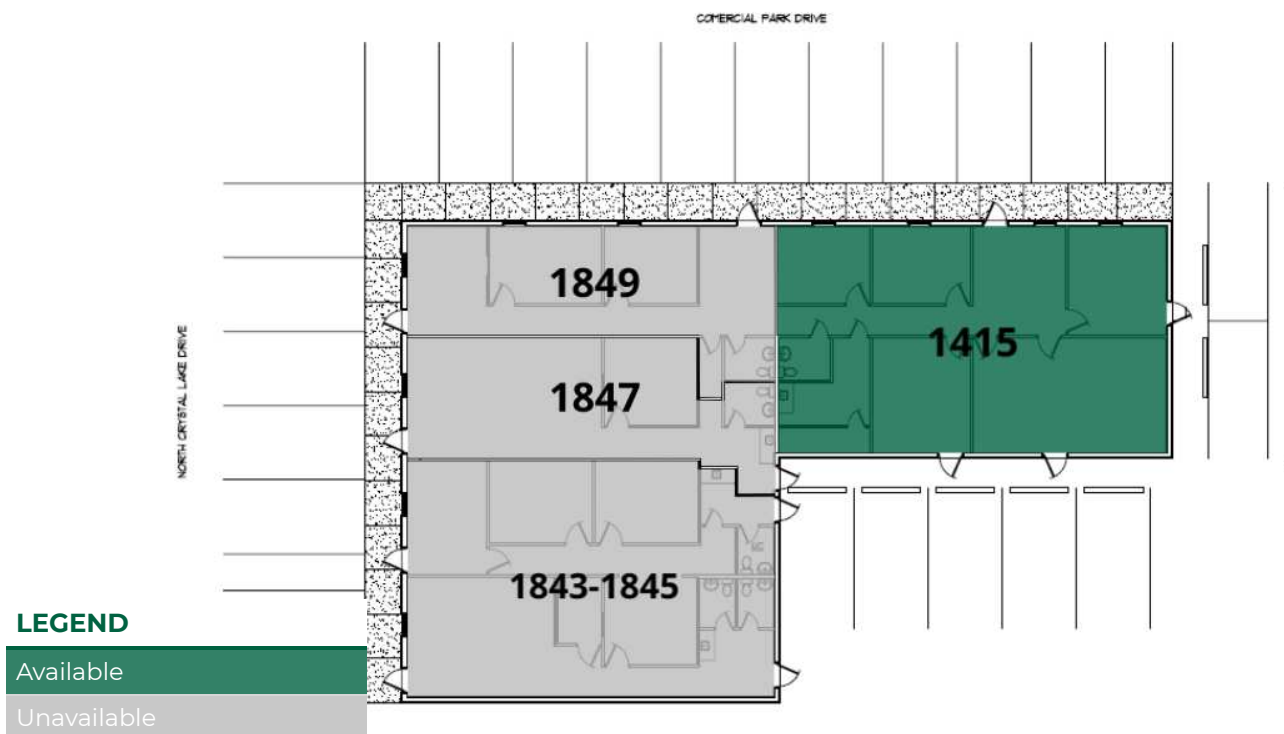 COMERCIAL PARK DRIVE
1849
1415
NORTH CRYSTAL LAKE DRIVE
1847
1843-1845
LEGEND
Available
Unavailable